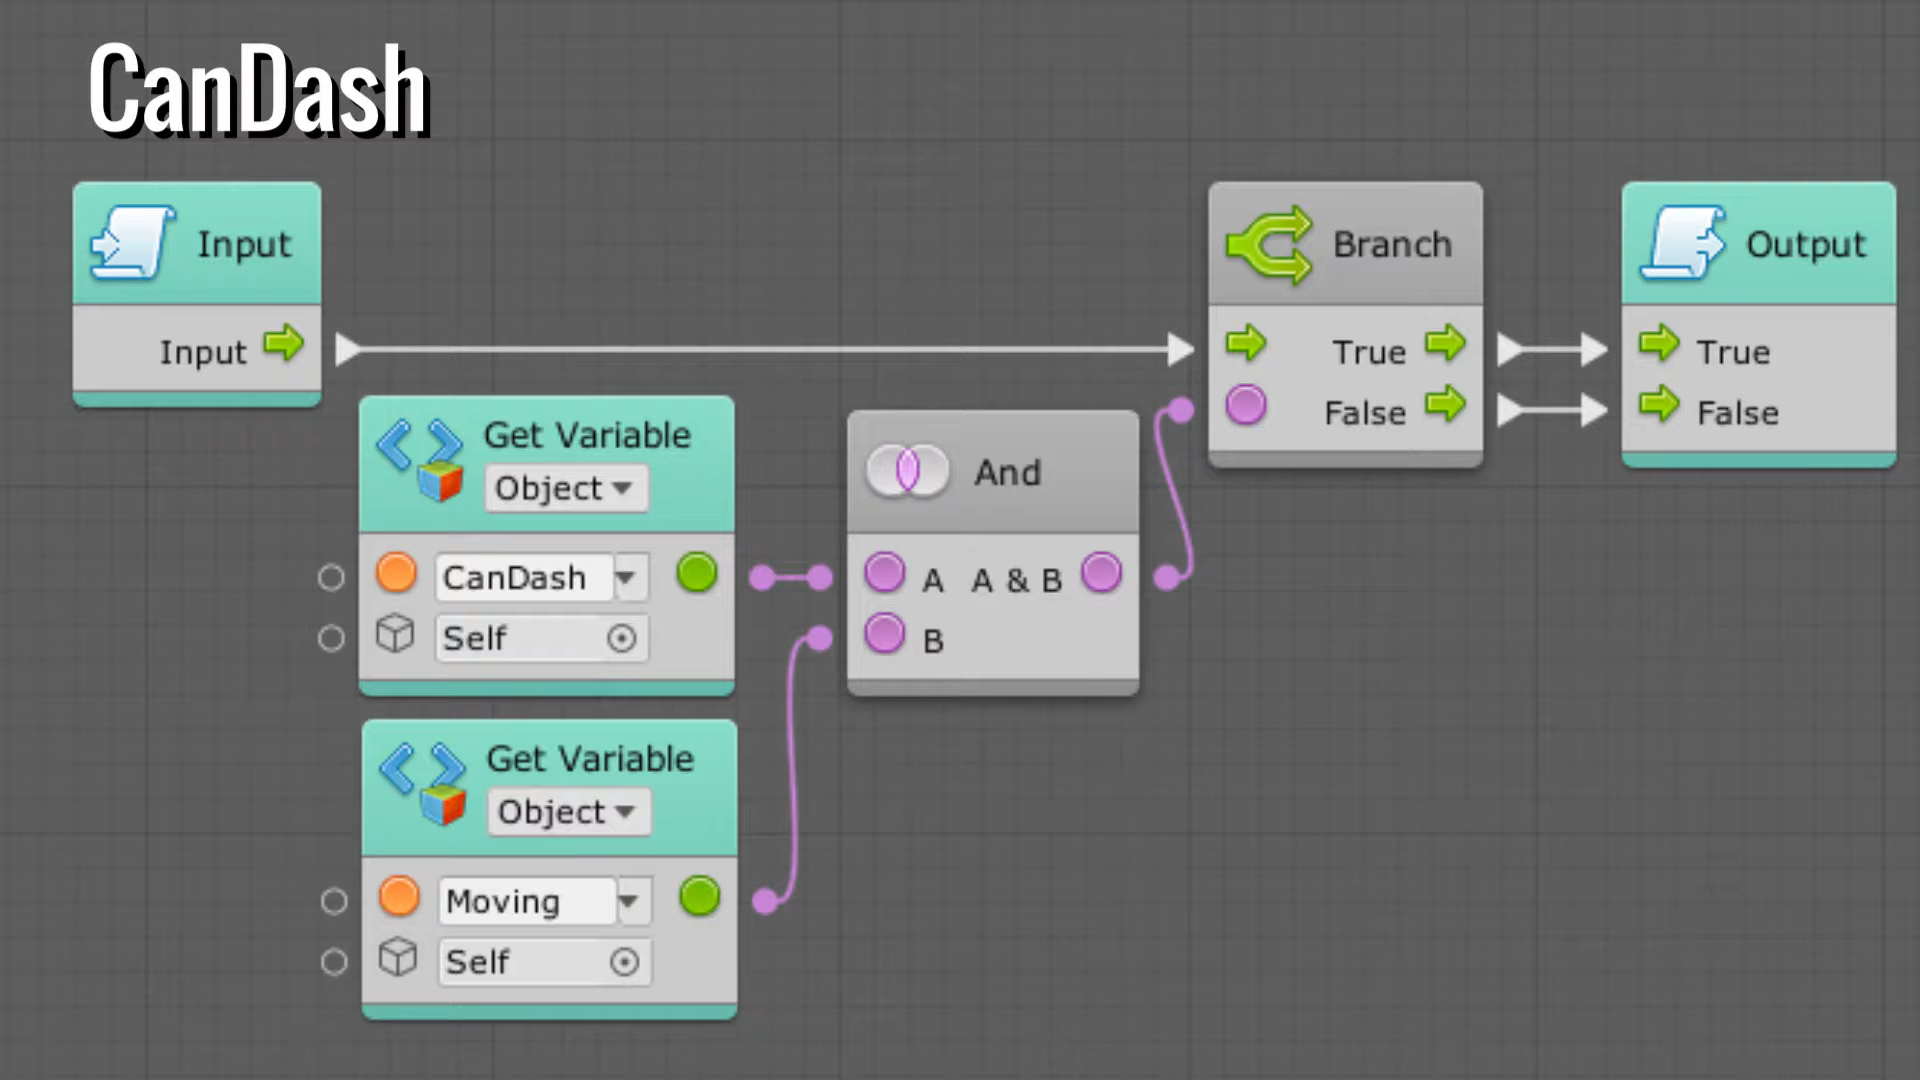 CanDash
Input
Input
Get Variable
Object
CanDash
Self
Get Variable
Object
Moving
Self
And
A A & B
B
Branch
True
False
Output
True
False